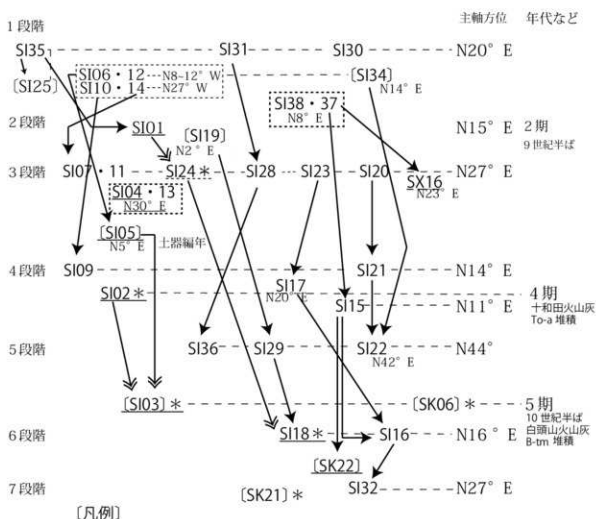 主軸方位 年代など
1段階
SI35 SI31 SI30 N20° E
〔SI25〕 SI06・12 N8~12° W 〔SI34〕
SI10・14 N27° W N14° E
SI38・37
N8° E
2段階 SI01 〔SI19〕 N15° E 2期
N2° E 9世紀半ば
3段階 SI07・11 SI24* SI28 SI23 SI20 SX16 N27° E
N23° E
SI04・13
N30° E
〔SI05〕 土器編年
N5° E
4段階 SI09 SI17 SI21 N14° E
N20° E
SI02* SI15 N11° E 4期
十和田火山灰
To-a 堆積
5段階 SI36 SI29 SI22 N44°
N42° E
〔SI03〕* 〔SK06〕* 5期
10世紀半ば
白頭山火山灰
B-tm 堆積
6段階 SI18* SI16 N16° E
〔SK22〕
7段階 〔SK21〕* SI32 N27° E
〔凡例〕